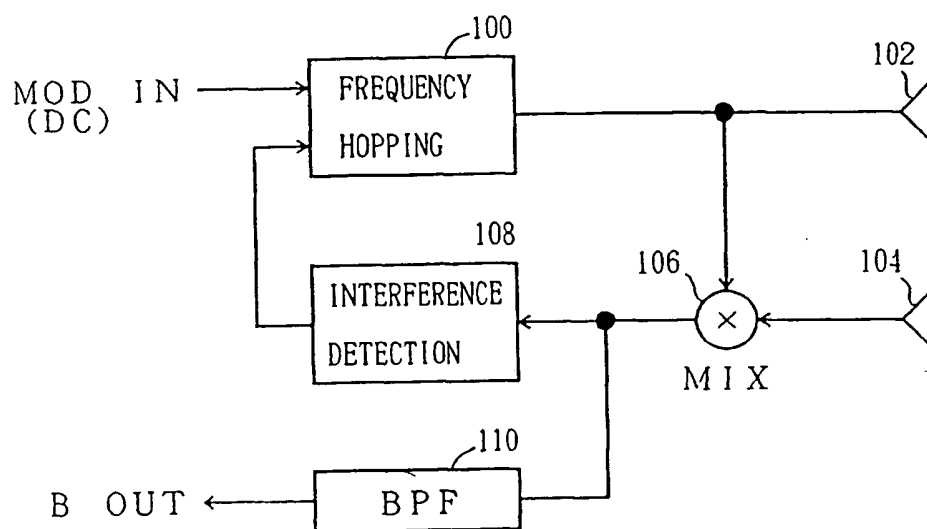 100
102
MOD IN
(DC)
FREQUENCY
HOPPING
108
106
104
INTERFERENCE
DETECTION
MIX
110
B OUT
BPF